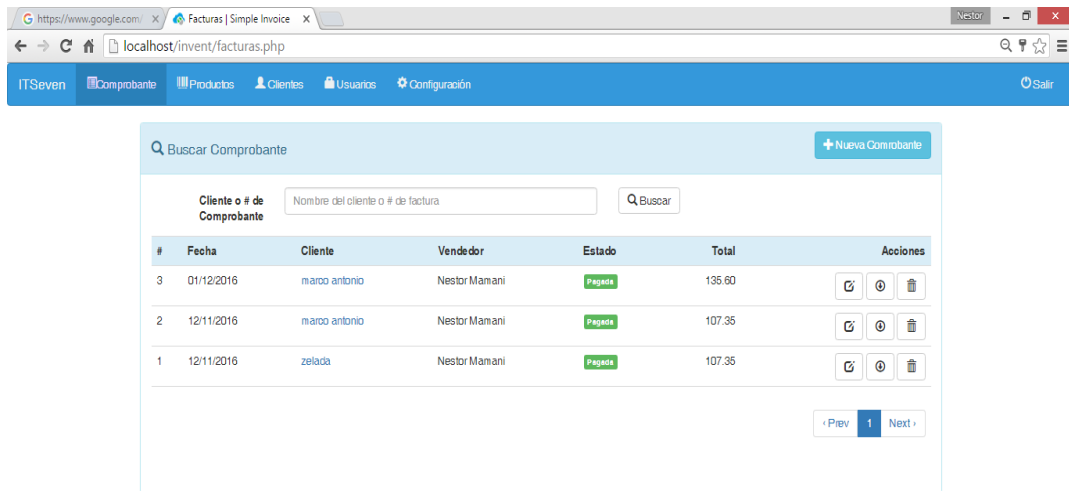 https://www.google.com/ Facturas | Simple Invoice Nestor
localhost/invent/facturas.php
ITSeven Comprobante Productos Clientes Usuarios Configuración Salir
Buscar Comprobante Nueva Comrobante
Cliente o # de Comprobante Nombre del cliente o # de factura Buscar
# Fecha Cliente Vendedor Estado Total Acciones
3 01/12/2016 marco antonio Nestor Mamani Pagada 135.60
2 12/11/2016 marco antonio Nestor Mamani Pagada 107.35
1 12/11/2016 zelada Nestor Mamani Pagada 107.35
‹ Prev 1 Next ›